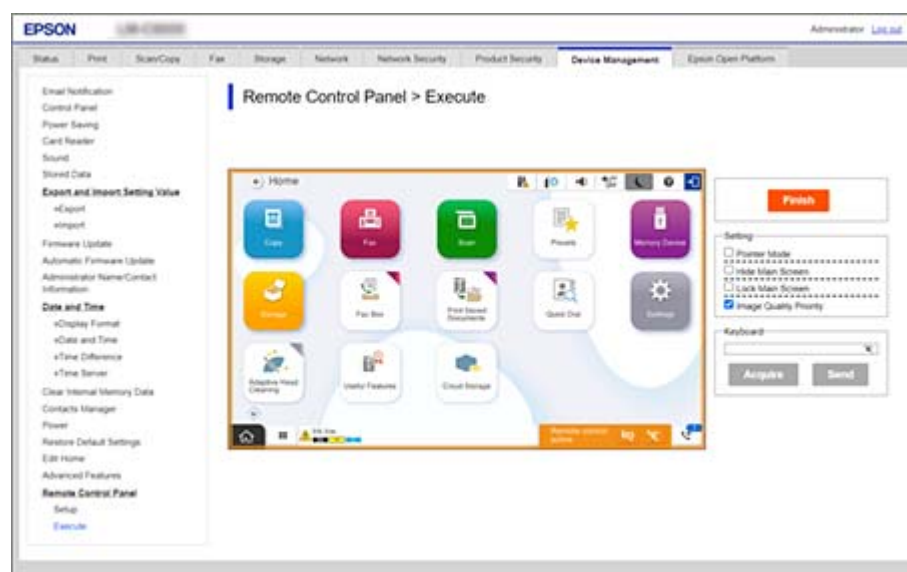 EPSON
Administrator Log out
Status Print Scan/Copy Fax Storage Network Network Security Product Security Device Management Epson Open Platform
Email Notification
Control Panel
Power Saving
Card Reader
Sound
Stored Data
Export and Import Setting Value
»Export
»Import
Firmware Update
Automatic Firmware Update
Administrator Name/Contact
Information
Date and Time
»Display Format
»Date and Time
»Time Difference
»Time Server
Clear Internal Memory Data
Contacts Manager
Power
Restore Default Settings
Edit Home
Advanced Features
Remote Control Panel
Setup
Execute
Remote Control Panel > Execute
Home
Copy
Fax
Scan
Presets
Memory Device
Storage
Fax Box
Print Saved
Documents
Quick Dial
Settings
Adaptive Head
Cleaning
Useful Features
Cloud Storage
Remote control
active
Finish
Setting
Pointer Mode
Hide Main Screen
Lock Main Screen
Image Quality Priority
Keyboard
Acquire Send